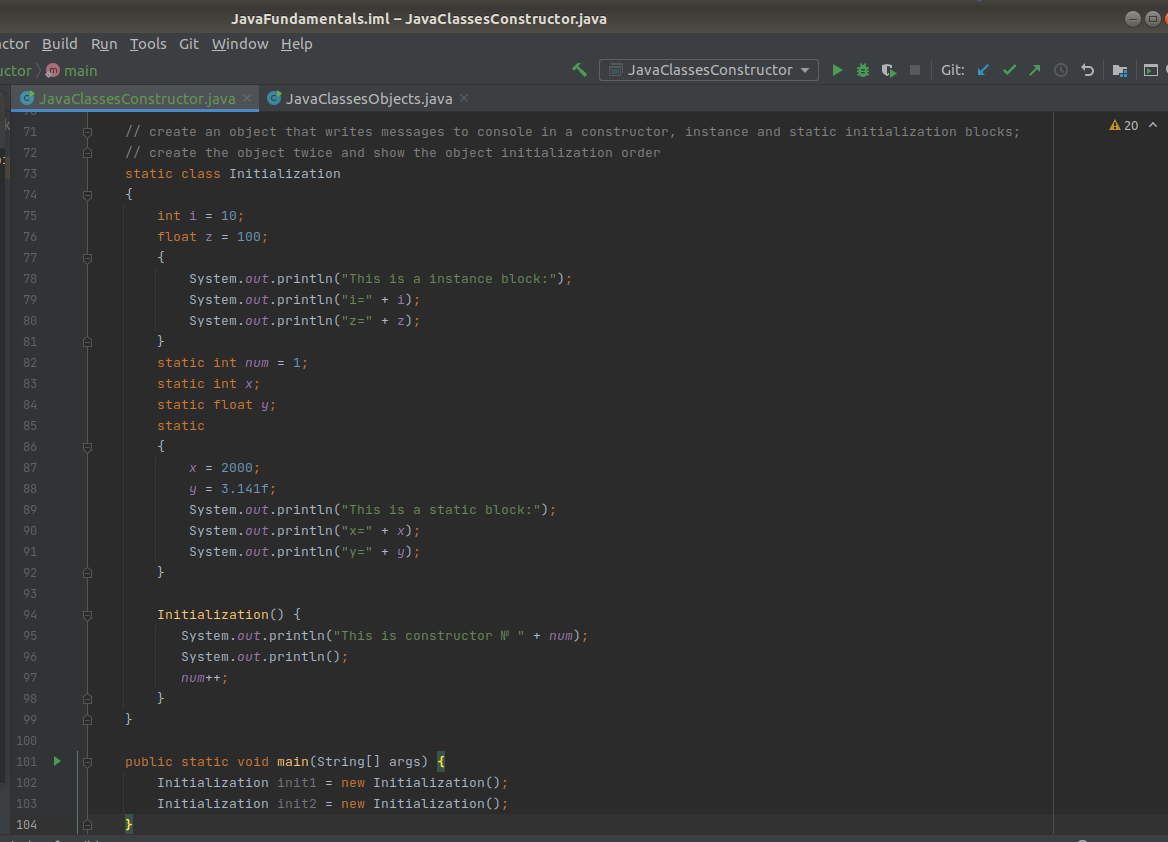 JavaFundamentals.iml – JavaClassesConstructor.java
actor Build Run Tools Git Window Help
uctor m main JavaClassesConstructor Git:
JavaClassesConstructor.java JavaClassesObjects.java
71 // create an object that writes messages to console in a constructor, instance and static initialization blocks; 20
72 // create the object twice and show the object initialization order
73 static class Initialization
74 {
75 int i = 10;
76 float z = 100;
77 {
78 System.out.println("This is a instance block:");
79 System.out.println("i=" + i);
80 System.out.println("z=" + z);
81 }
82 static int num = 1;
83 static int x;
84 static float y;
85 static
86 {
87 x = 2000;
88 y = 3.141f;
89 System.out.println("This is a static block:");
90 System.out.println("x=" + x);
91 System.out.println("y=" + y);
92 }
93
94 Initialization() {
95 System.out.println("This is constructor № " + num);
96 System.out.println();
97 num++;
98 }
99 }
100
101 public static void main(String[] args) {
102 Initialization init1 = new Initialization();
103 Initialization init2 = new Initialization();
104 }